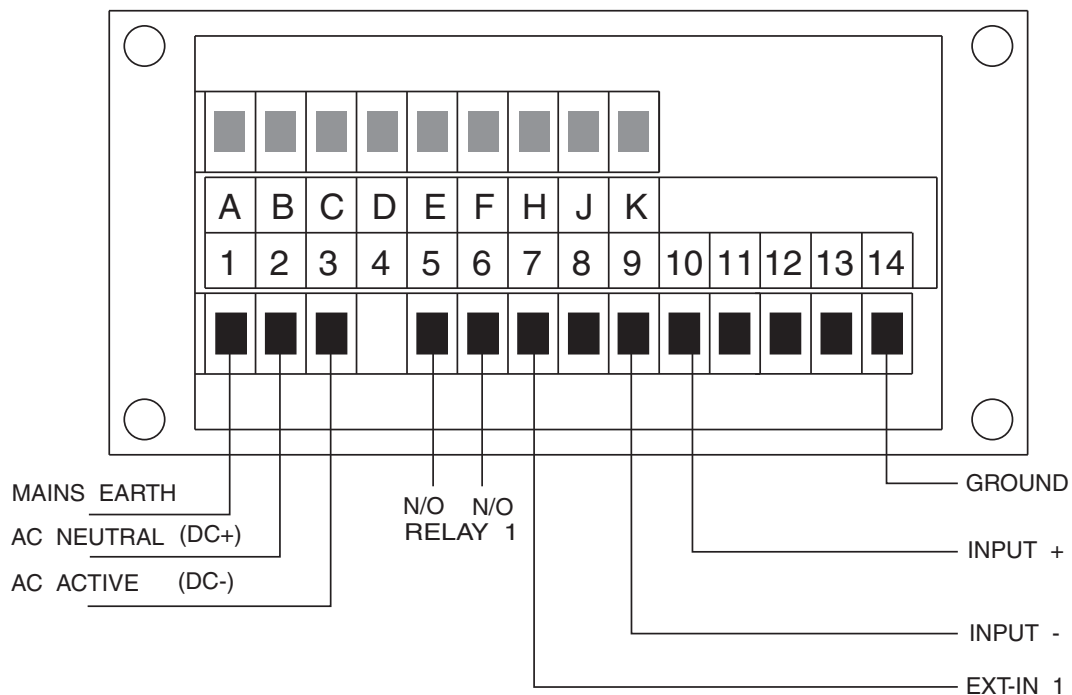 A B C D E F H J K
1 2 3 4 5 6 7 8 9 10 11 12 13 14
MAINS EARTH
AC NEUTRAL (DC+)
AC ACTIVE (DC-)
N/O N/O
RELAY 1
GROUND
INPUT +
INPUT -
EXT-IN 1